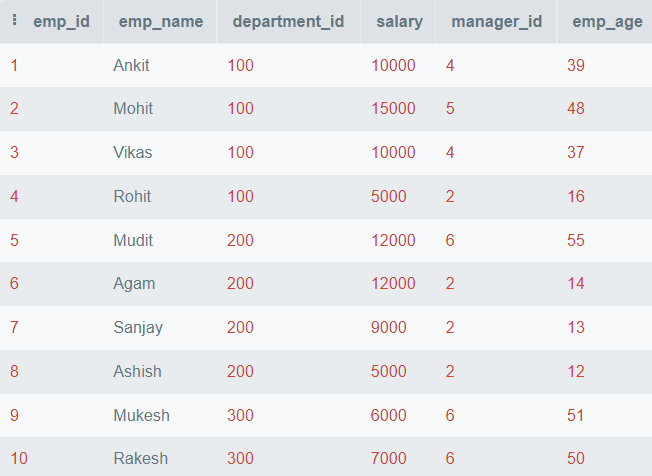 ⋮ emp_id emp_name department_id salary manager_id emp_age
1 Ankit 100 10000 4 39
2 Mohit 100 15000 5 48
3 Vikas 100 10000 4 37
4 Rohit 100 5000 2 16
5 Mudit 200 12000 6 55
6 Agam 200 12000 2 14
7 Sanjay 200 9000 2 13
8 Ashish 200 5000 2 12
9 Mukesh 300 6000 6 51
10 Rakesh 300 7000 6 50